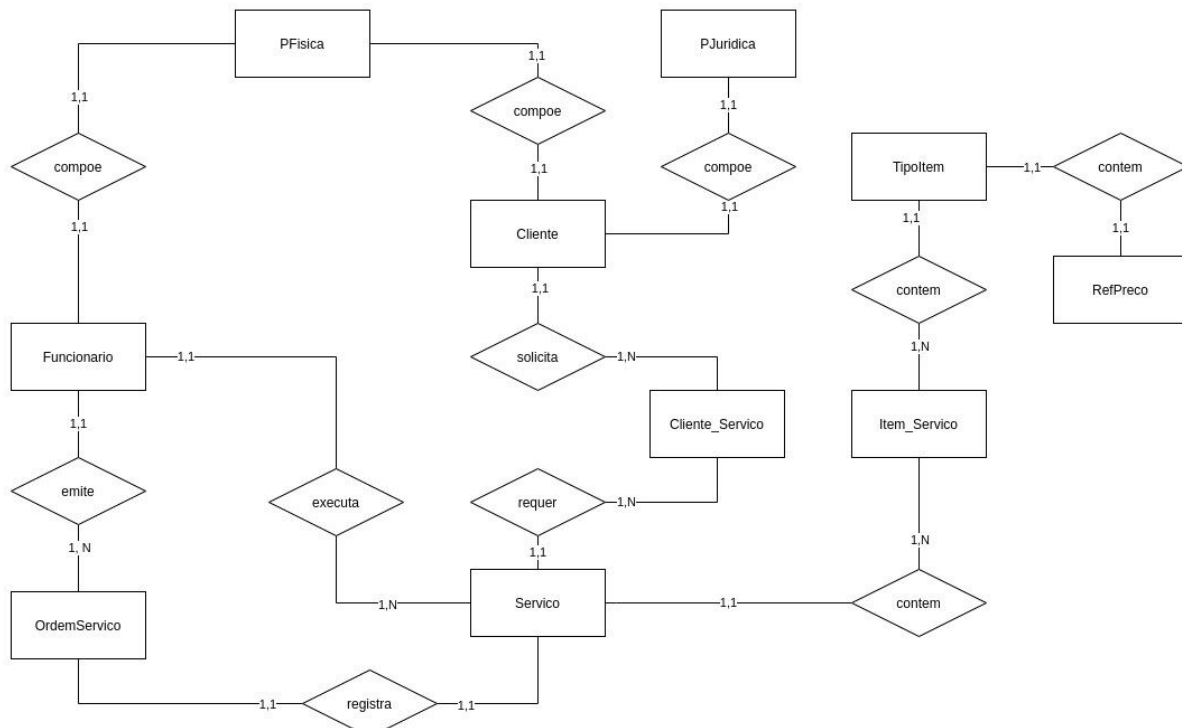 PFisica
PJuridica
1,1
1,1
1,1
1,1
compoe
compoe
compoe
TipoItem
1,1
contem
1,1
1,1
1,1
1,1
1,1
Cliente
1,1
contem
RefPreco
1,1
Funcionario
1,1
solicita
1,N
1,N
1,1
Cliente_Servico
Item_Servico
emite
executa
requer
1,N
1,N
1, N
1,1
OrdemServico
1,N
Servico
1,1
contem
1,1
registra
1,1